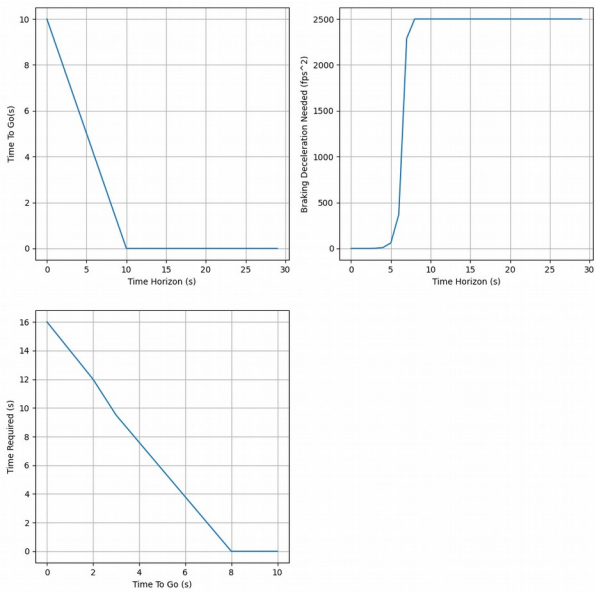 10
8
6
4
2
0
Time To Go(s)
0 5 10 15 20 25 30
Time Horizon (s)
2500
2000
1500
1000
500
0
Braking Deceleration Needed (fps^2)
0 5 10 15 20 25 30
Time Horizon (s)
16
14
12
10
8
6
4
2
0
Time Required (s)
0 2 4 6 8 10
Time To Go (s)